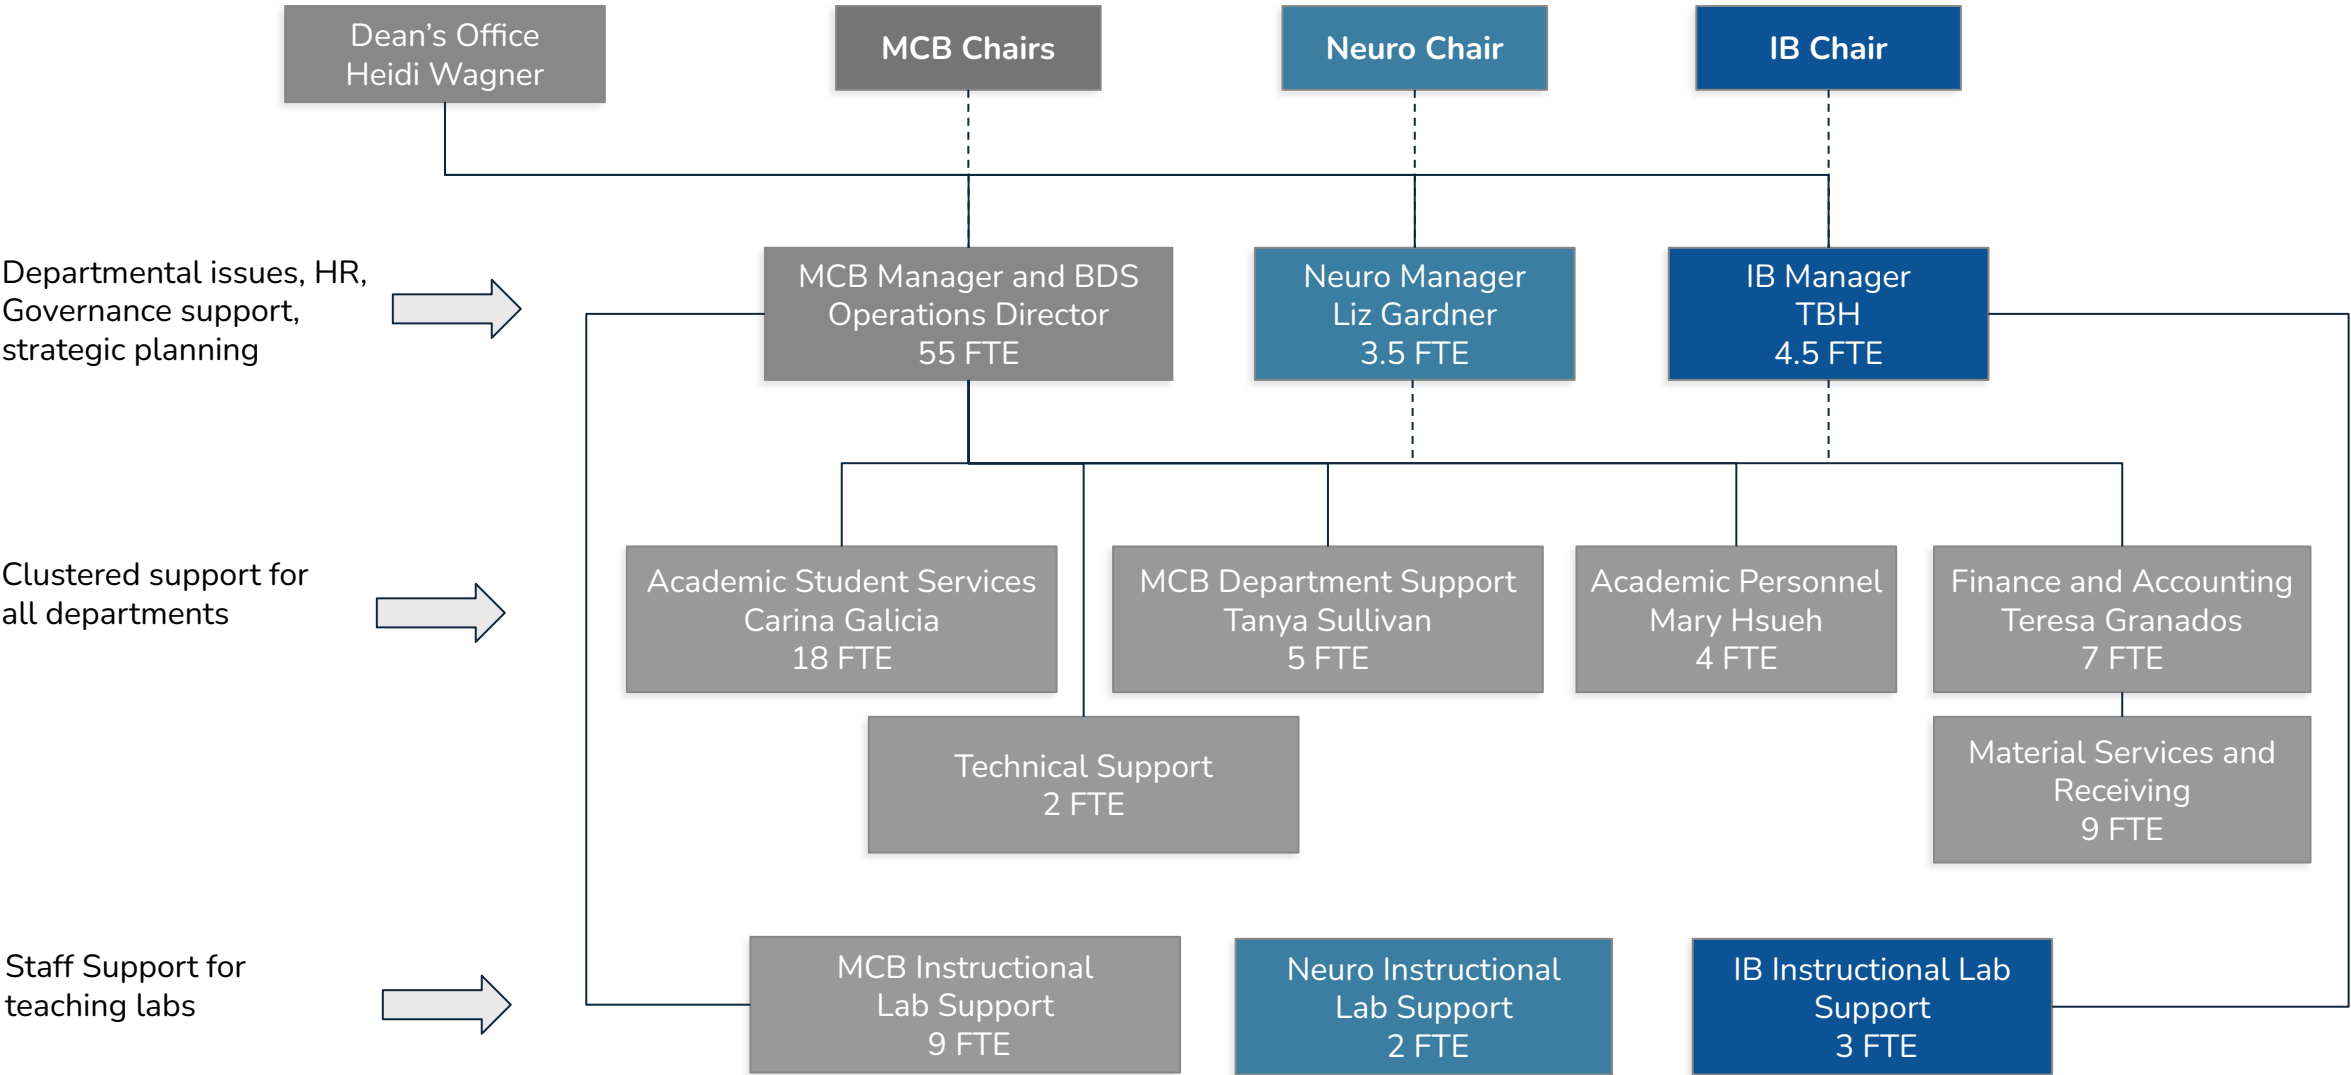 Dean’s Office
Heidi Wagner
MCB Chairs
Neuro Chair
IB Chair
Departmental issues, HR,
Governance support,
strategic planning
MCB Manager and BDS
Operations Director
55 FTE
Neuro Manager
Liz Gardner
3.5 FTE
IB Manager
TBH
4.5 FTE
Clustered support for
all departments
Academic Student Services
Carina Galicia
18 FTE
MCB Department Support
Tanya Sullivan
5 FTE
Academic Personnel
Mary Hsueh
4 FTE
Finance and Accounting
Teresa Granados
7 FTE
Technical Support
2 FTE
Material Services and
Receiving
9 FTE
Staff Support for
teaching labs
MCB Instructional
Lab Support
9 FTE
Neuro Instructional
Lab Support
2 FTE
IB Instructional Lab
Support
3 FTE